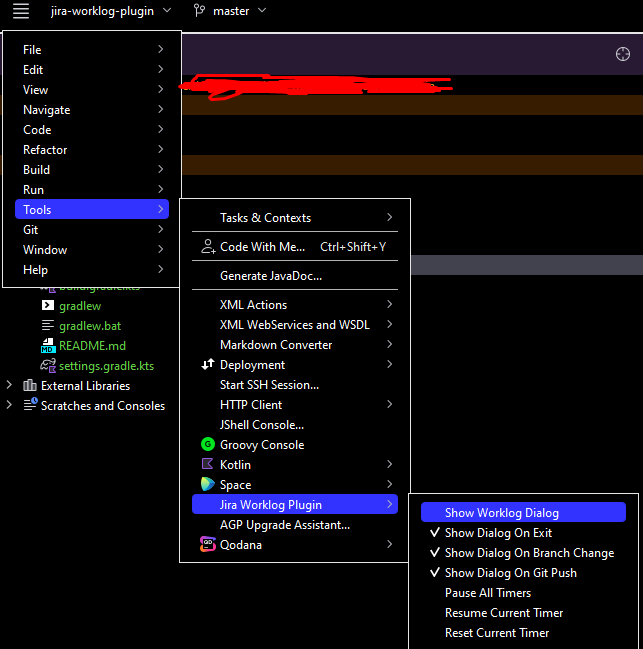 jira-worklog-plugin master
File
Edit
View
Navigate
Code
Refactor
Build
Run
Tools
Git
Window
Help
Tasks & Contexts
Code With Me... Ctrl+Shift+Y
Generate JavaDoc...
XML Actions
XML WebServices and WSDL
Markdown Converter
Deployment
Start SSH Session...
HTTP Client
JShell Console...
Groovy Console
Kotlin
Space
Jira Worklog Plugin
AGP Upgrade Assistant...
Qodana
Show Worklog Dialog
Show Dialog On Exit
Show Dialog On Branch Change
Show Dialog On Git Push
Pause All Timers
Resume Current Timer
Reset Current Timer
build.gradle.kts
gradlew
gradlew.bat
README.md
settings.gradle.kts
External Libraries
Scratches and Consoles